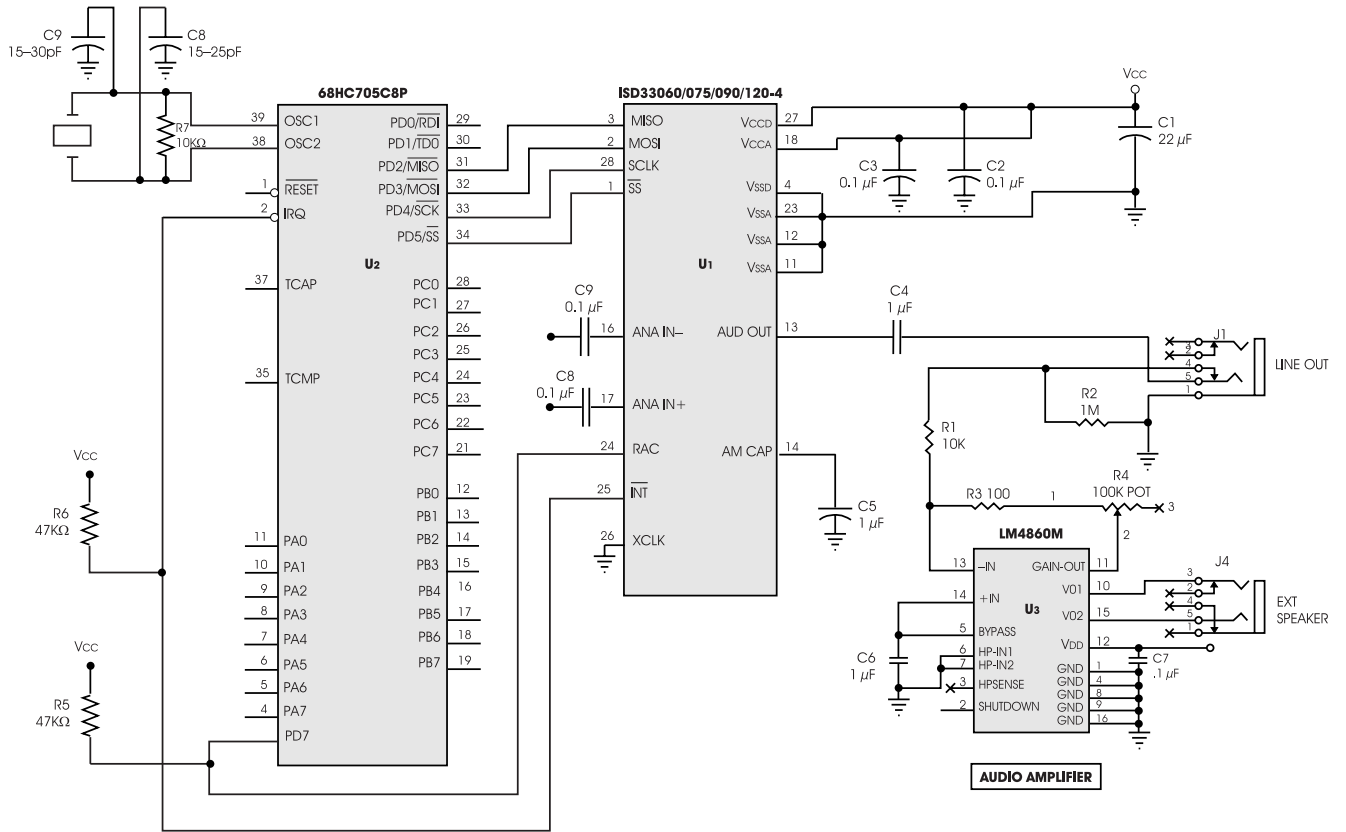 C9
15–30pF
C8
15–25pF
R7
10KΩ
68HC705C8P
39
OSC1
38
OSC2
1
RESET
2
IRQ
U2
37
TCAP
35
TCMP
11
PA0
10
PA1
9
PA2
8
PA3
7
PA4
6
PA5
5
PA6
4
PA7
PD7
PD0/RDI
29
PD1/TD0
30
PD2/MISO
31
PD3/MOSI
32
PD4/SCK
33
PD5/SS
34
PC0
28
PC1
27
PC2
26
PC3
25
PC4
24
PC5
23
PC6
22
PC7
21
PB0
12
PB1
13
PB2
14
PB3
15
PB4
16
PB5
17
PB6
18
PB7
19
Vcc
R6
47KΩ
Vcc
R5
47KΩ
ISD33060/075/090/120-4
3
MISO
2
MOSI
28
SCLK
1
SS
U1
C9
0.1 µF
16
ANA IN–
C8
0.1 µF
17
ANA IN+
24
RAC
25
INT
26
XCLK
VCCD
27
VCCA
18
VSSD
4
VSSA
23
VSSA
12
VSSA
11
AUD OUT
13
AM CAP
14
Vcc
C1
22 µF
C3
0.1 µF
C2
0.1 µF
C4
1 µF
C5
1 µF
J1
3
2
4
5
1
LINE OUT
R2
1M
R1
10K
R3 100
1
R4
100K POT
3
2
LM4860M
13
–IN
14
+IN
5
BYPASS
6
HP-IN1
7
HP-IN2
3
HPSENSE
2
SHUTDOWN
U3
GAIN-OUT
11
V01
10
V02
15
VDD
12
GND
1
GND
4
GND
8
GND
9
GND
16
C6
1 µF
C7
.1 µF
J4
3
2
4
5
1
EXT
SPEAKER
AUDIO AMPLIFIER